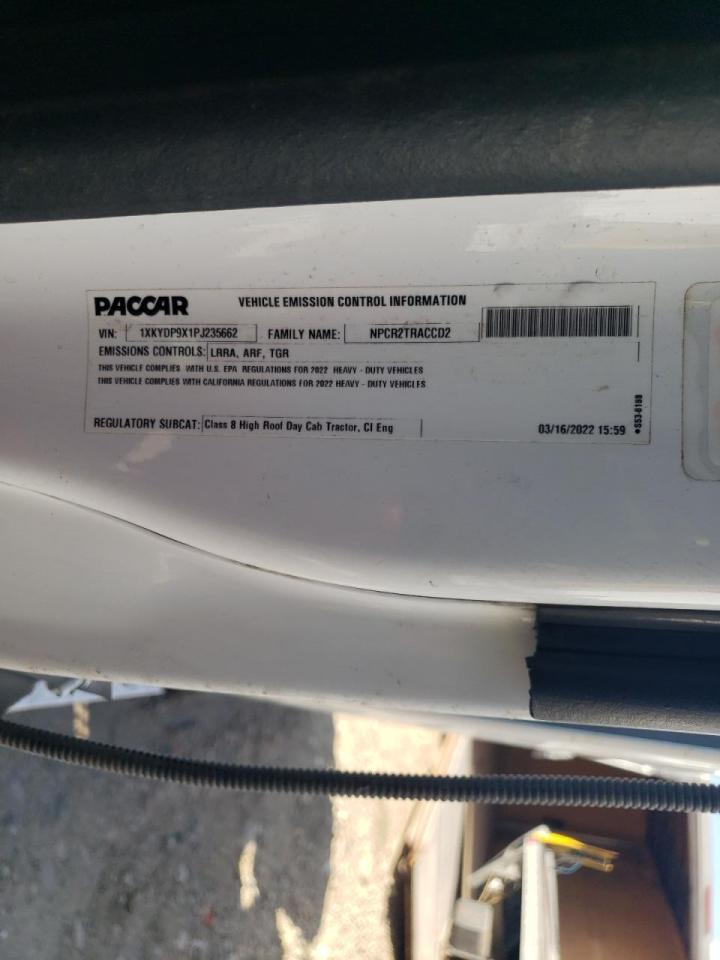 PACCAR VEHICLE EMISSION CONTROL INFORMATION
VIN: 1XKYDP9X1PJ235662 FAMILY NAME: NPCR2TRACCD2
EMISSIONS CONTROLS: LRRA, ARF, TGR
THIS VEHICLE COMPLIES WITH U.S. EPA REGULATIONS FOR 2022 HEAVY - DUTY VEHICLES
THIS VEHICLE COMPLIES WITH CALIFORNIA REGULATIONS FOR 2022 HEAVY - DUTY VEHICLES
REGULATORY SUBCAT: Class 8 High Roof Day Cab Tractor, CI Eng 03/16/2022 15:59